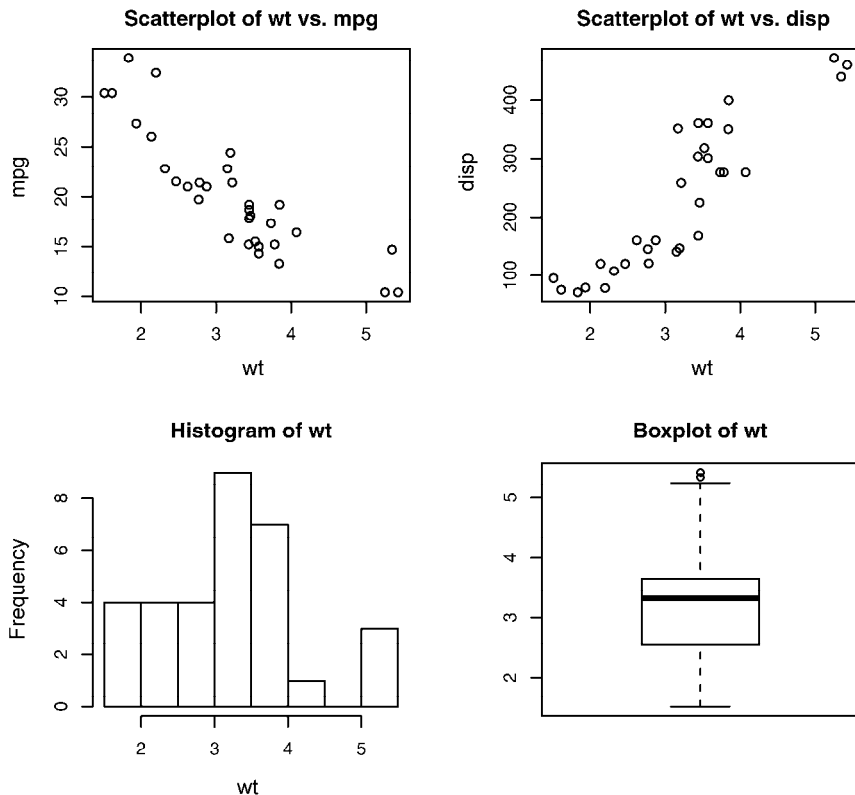 Scatterplot of wt vs. mpg
mpg
30
25
20
15
10
2 3 4 5
wt
Scatterplot of wt vs. disp
disp
400
300
200
100
2 3 4 5
wt
Histogram of wt
Frequency
8
6
4
2
0
2 3 4 5
wt
Boxplot of wt
5
4
3
2